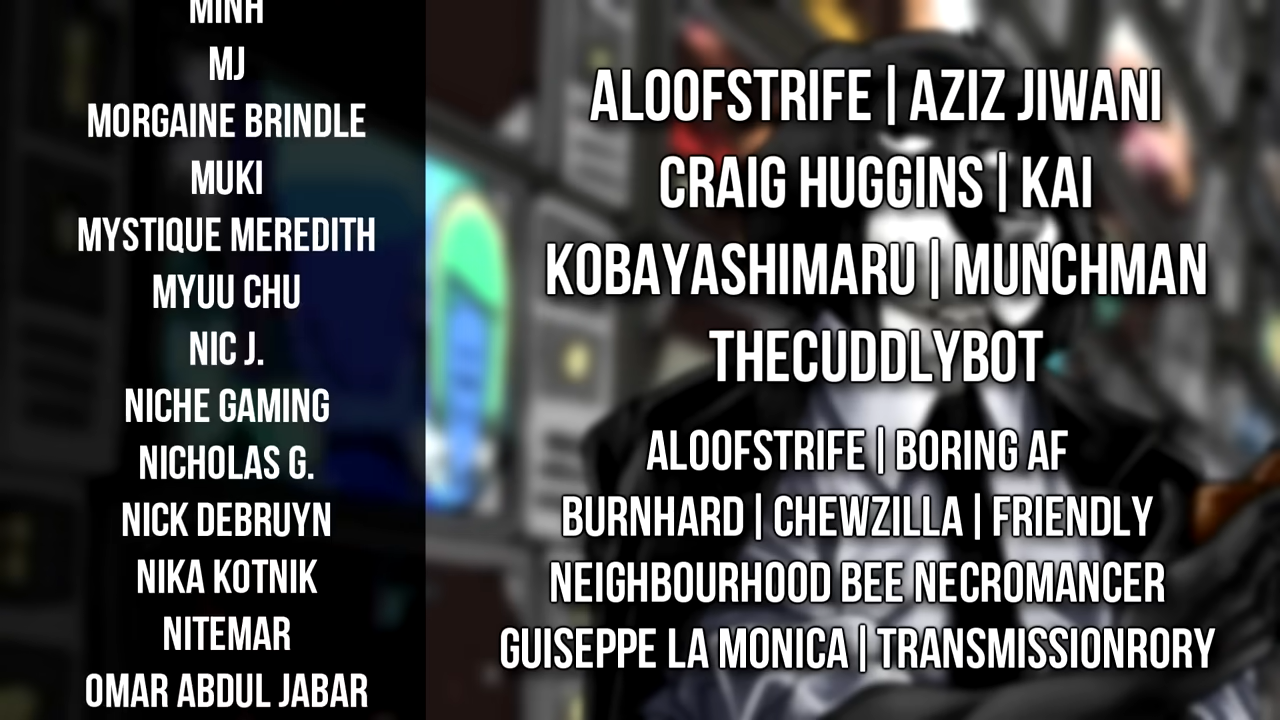 MINH
MJ
MORGAINE BRINDLE
MUKI
MYSTIQUE MEREDITH
MYUU CHU
NIC J.
NICHE GAMING
NICHOLAS G.
NICK DEBRUYN
NIKA KOTNIK
NITEMAR
OMAR ABDUL JABAR
ALOOFSTRIFE | AZIZ JIWANI
CRAIG HUGGINS | KAI
KOBAYASHIMARU | MUNCHMAN
THECUDDLYBOT
ALOOFSTRIFE | BORING AF
BURNHARD | CHEWZILLA | FRIENDLY
NEIGHBOURHOOD BEE NECROMANCER
GUISEPPE LA MONICA | TRANSMISSIONRORY